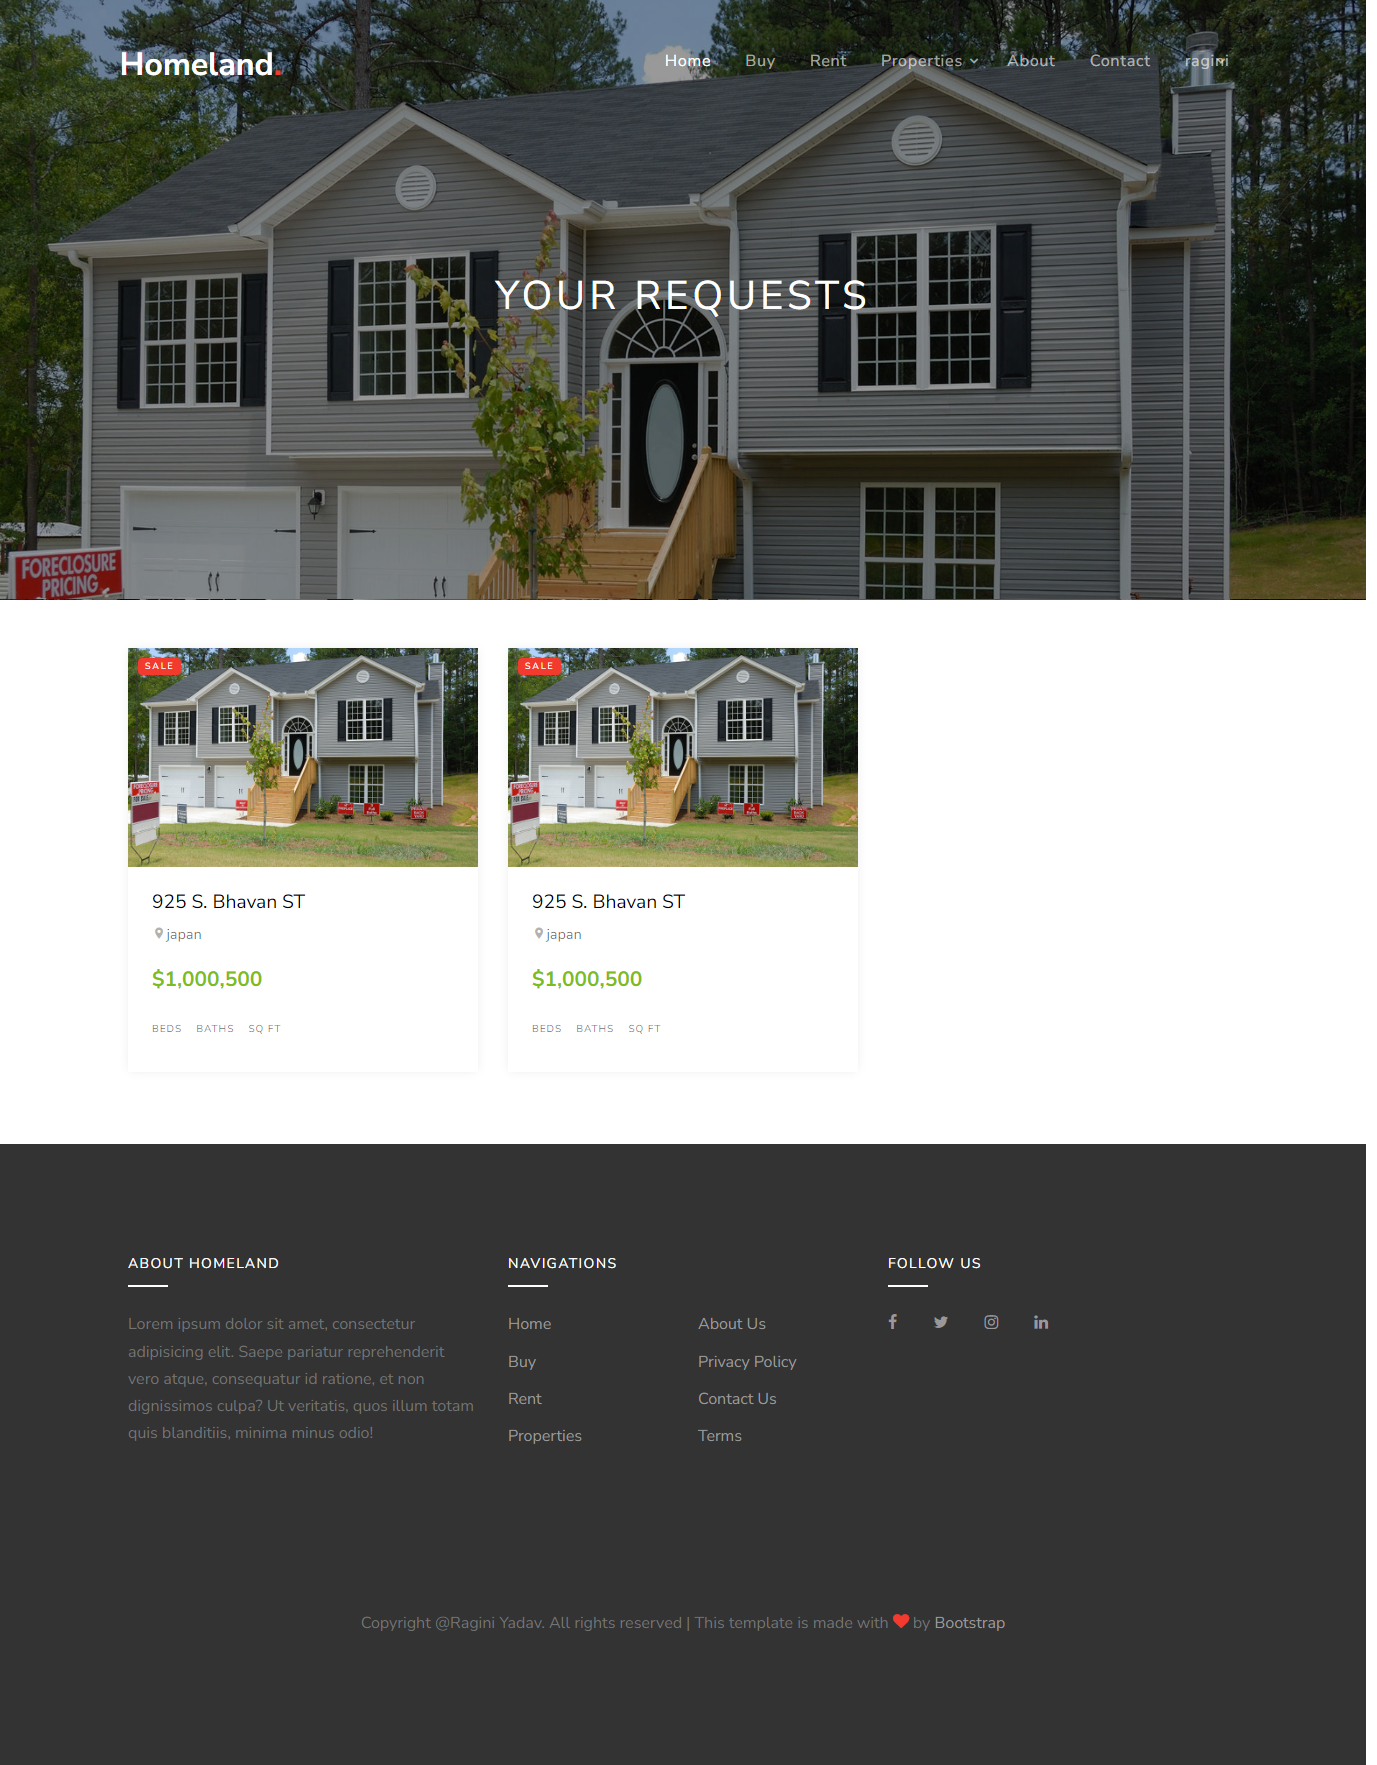 Homeland.
Home Buy Rent Properties About Contact ragini
YOUR REQUESTS
FORECLOSURE
PRICING
SALE
SALE
925 S. Bhavan ST
japan
$1,000,500
BEDS BATHS SQ FT
925 S. Bhavan ST
japan
$1,000,500
BEDS BATHS SQ FT
ABOUT HOMELAND
Lorem ipsum dolor sit amet, consectetur
adipisicing elit. Saepe pariatur reprehenderit
vero atque, consequatur id ratione, et non
dignissimos culpa? Ut veritatis, quos illum totam
quis blanditiis, minima minus odio!
NAVIGATIONS
Home
Buy
Rent
Properties
About Us
Privacy Policy
Contact Us
Terms
FOLLOW US
Copyright @Ragini Yadav. All rights reserved | This template is made with ❤ by Bootstrap